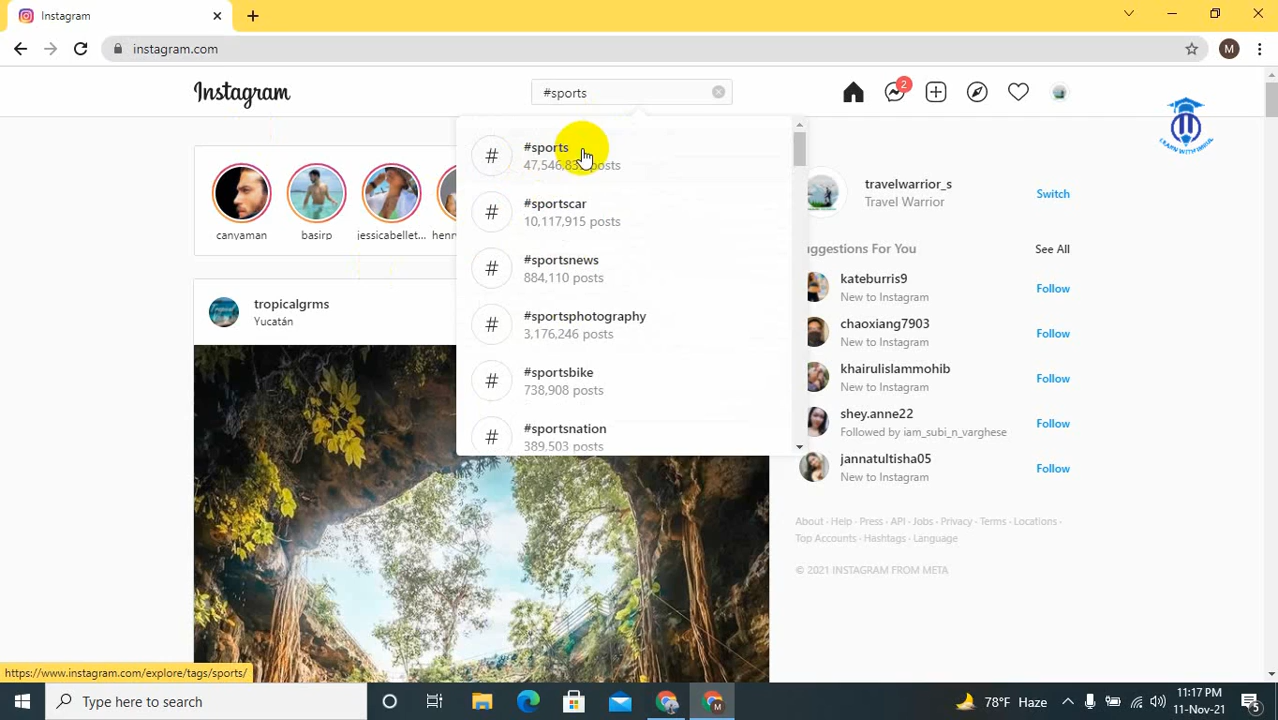 Instagram
instagram.com
M
Instagram
#sports
2
#sports
posts
#sportscar
10,117,915 posts
#sportsnews
884,110 posts
#sportsphotography
3,176,246 posts
#sportsbike
738,908 posts
#sportsnation
389,503 posts
canyaman
basirp
jessicabellet...
tropicalgrms
Yucatán
travelwarrior_s
Travel Warrior
Switch
uggestions For You
See All
kateburris9
New to Instagram
Follow
chaoxiang7903
New to Instagram
Follow
khairulislammohib
New to Instagram
Follow
shey.anne22
Followed by iam_subi_n_varghese
Follow
jannatultisha05
New to Instagram
Follow
About · Help · Press · API · Jobs · Privacy · Terms · Locations ·
Top Accounts · Hashtags · Language
© 2021 INSTAGRAM FROM META
https://www.instagram.com/explore/tags/sports/
Type here to search
M
78°F Haze
11:17 PM
11-Nov-21
5